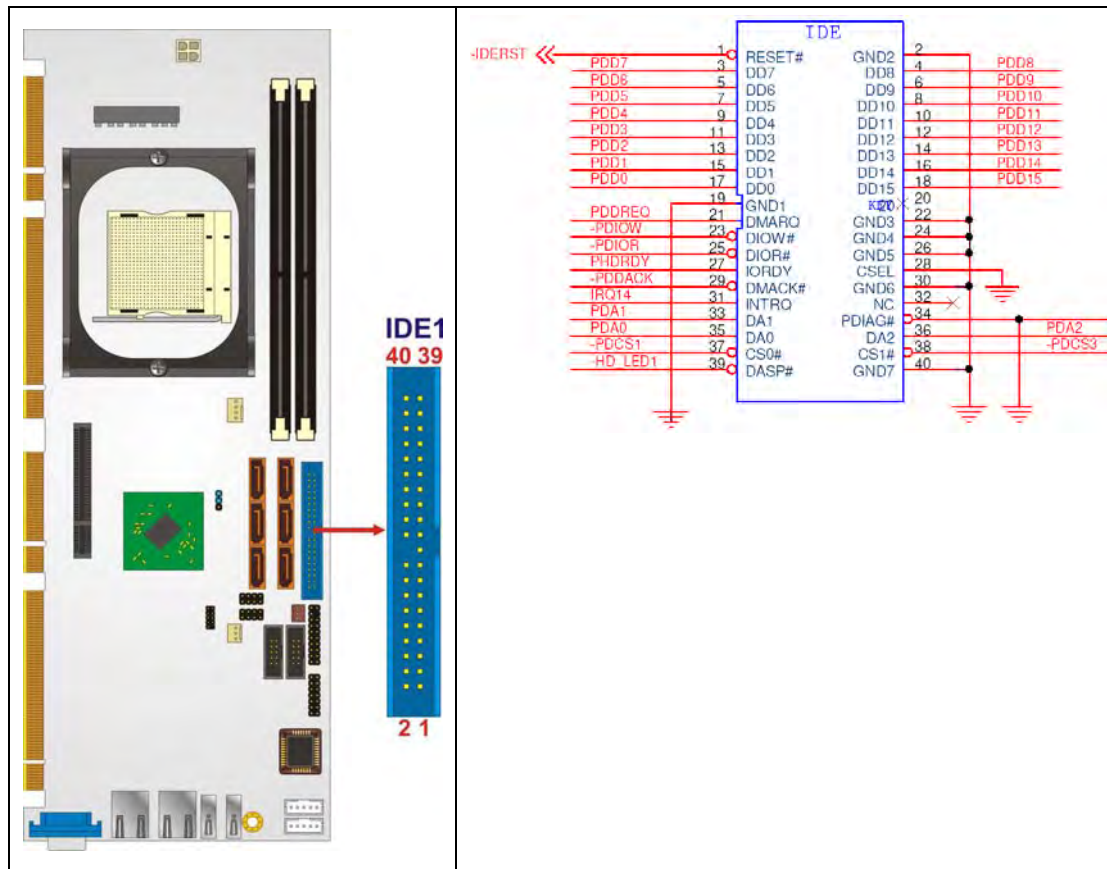 IDE1
40 39
2 1
IDE
-IDERST 1 RESET# GND2 2
PDD7 3 DD7 DD8 4 PDD8
PDD6 5 DD6 DD9 6 PDD9
PDD5 7 DD5 DD10 8 PDD10
PDD4 9 DD4 DD11 10 PDD11
PDD3 11 DD3 DD12 12 PDD12
PDD2 13 DD2 DD13 14 PDD13
PDD1 15 DD1 DD14 16 PDD14
PDD0 17 DD0 DD15 18 PDD15
19 GND1 20
PDDREQ 21 DMARQ GND3 22
-PDIOW 23 DIOW# GND4 24
-PDIOR 25 DIOR# GND5 26
PHDRDY 27 IORDY CSEL 28
-PDDACK 29 DMACK# GND6 30
IRQ14 31 INTRQ NC 32
PDA1 33 DA1 PDIAG# 34
PDA0 35 DA0 DA2 36 PDA2
-PDCS1 37 CS0# CS1# 38 -PDCS3
-HD_LED1 39 DASP# GND7 40